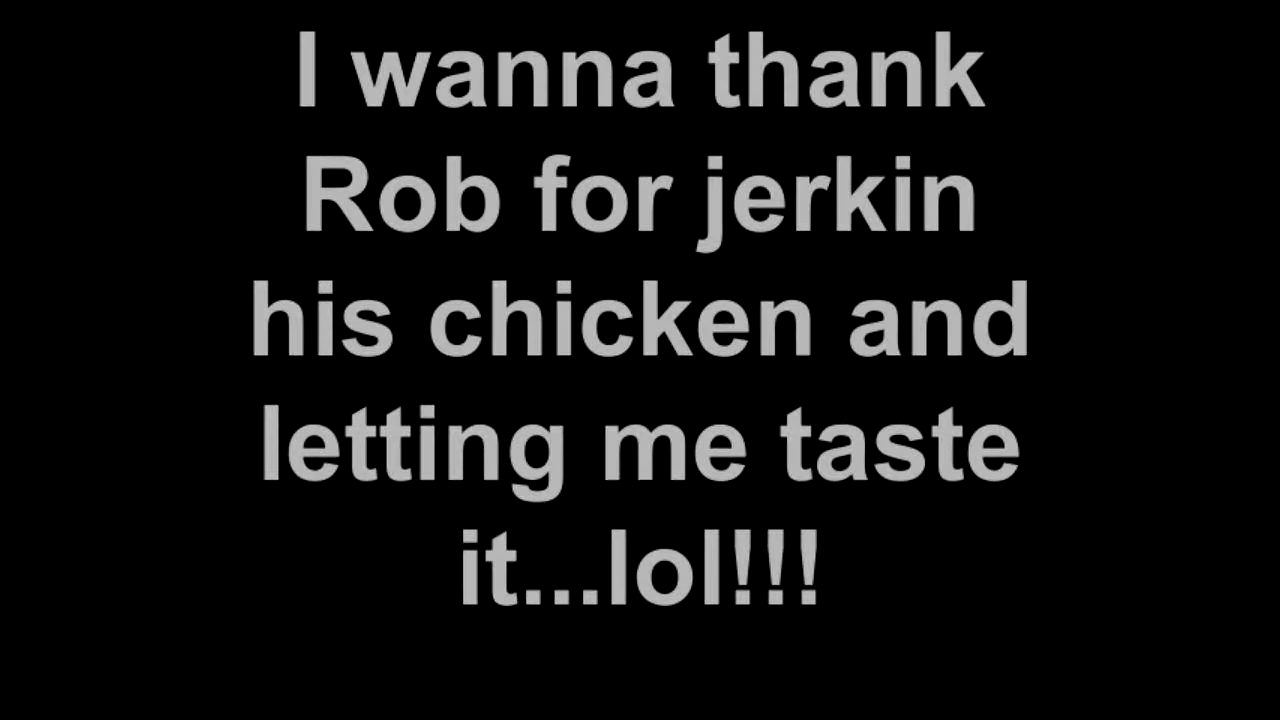 I wanna thank
Rob for jerkin
his chicken and
letting me taste
it...lol!!!